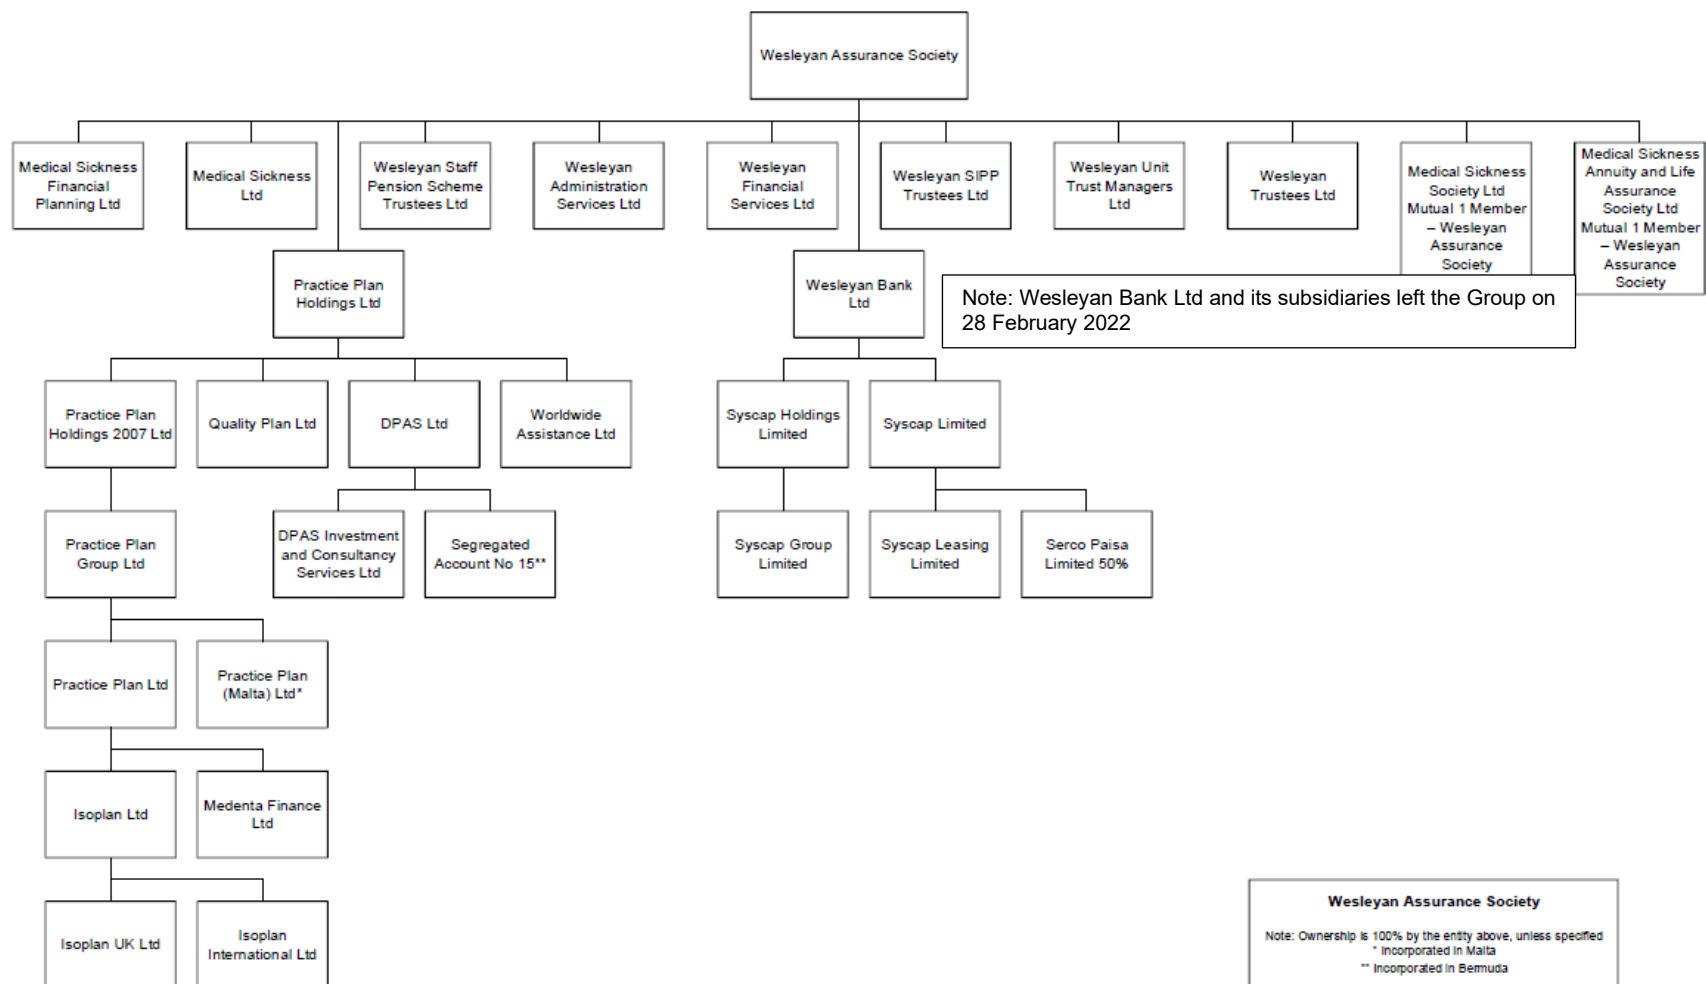 Wesleyan Assurance Society
Medical Sickness
Financial
Planning Ltd
Medical Sickness
Ltd
Wesleyan Staff
Pension Scheme
Trustees Ltd
Wesleyan
Administration
Services Ltd
Wesleyan
Financial
Services Ltd
Wesleyan SIPP
Trustees Ltd
Wesleyan Unit
Trust Managers
Ltd
Wesleyan
Trustees Ltd
Medical Sickness
Society Ltd
Mutual 1 Member
– Wesleyan
Assurance
Society
Medical Sickness
Annuity and Life
Assurance
Society Ltd
Mutual 1 Member
– Wesleyan
Assurance
Society
Practice Plan
Holdings Ltd
Wesleyan Bank
Ltd
Note: Wesleyan Bank Ltd and its subsidiaries left the Group on
28 February 2022
Practice Plan
Holdings 2007 Ltd
Quality Plan Ltd
DPAS Ltd
Worldwide
Assistance Ltd
Syscap Holdings
Limited
Syscap Limited
Practice Plan
Group Ltd
DPAS Investment
and Consultancy
Services Ltd
Segregated
Account No 15**
Syscap Group
Limited
Syscap Leasing
Limited
Serco Paisa
Limited 50%
Practice Plan Ltd
Practice Plan
(Malta) Ltd*
Isoplan Ltd
Medenta Finance
Ltd
Isoplan UK Ltd
Isoplan
International Ltd
Wesleyan Assurance Society
Note: Ownership is 100% by the entity above, unless specified
* Incorporated in Malta
** Incorporated in Bermuda